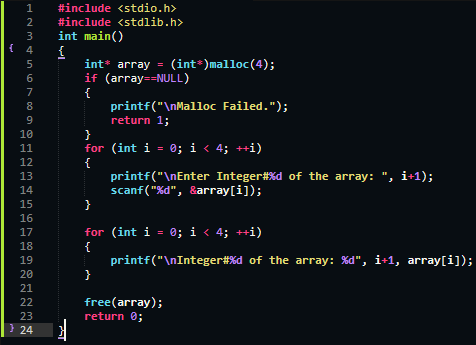 1 #include <stdio.h>
2 #include <stdlib.h>
3 int main()
4 {
5     int* array = (int*)malloc(4);
6     if (array==NULL)
7     {
8         printf("\nMalloc Failed.");
9         return 1;
10     }
11     for (int i = 0; i < 4; ++i)
12     {
13         printf("\nEnter Integer#%d of the array: ", i+1);
14         scanf("%d", &array[i]);
15     }
16
17     for (int i = 0; i < 4; ++i)
18     {
19         printf("\nInteger#%d of the array: %d", i+1, array[i]);
20     }
21
22     free(array);
23     return 0;
24 }